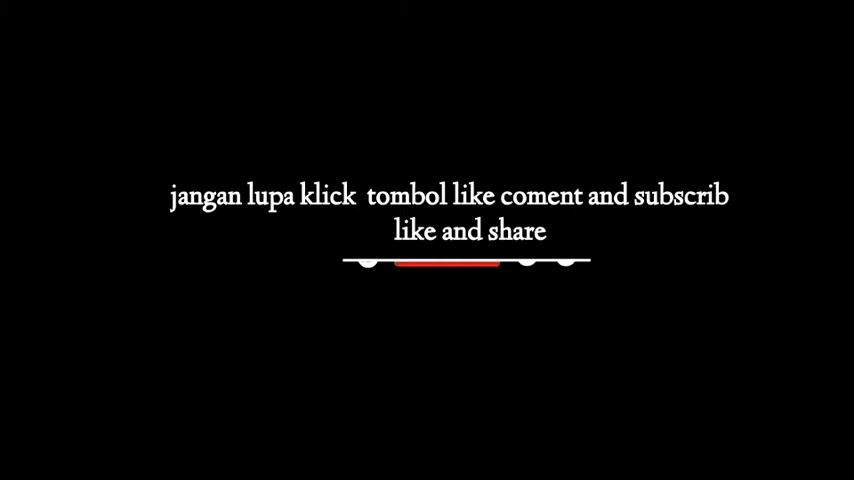 jangan lupa klick tombol like coment and subscrib
like and share